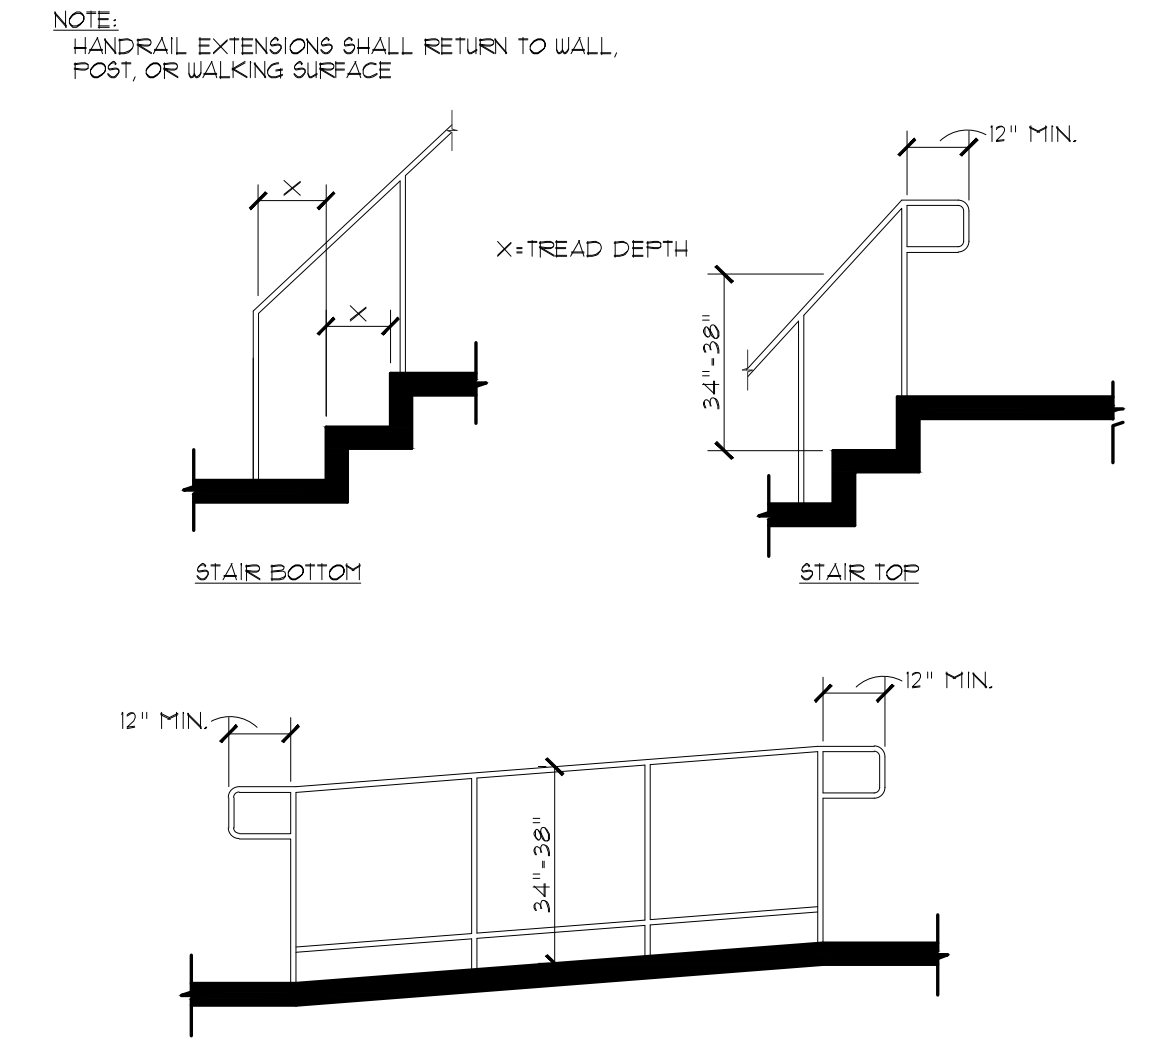 NOTE:
HANDRAIL EXTENSIONS SHALL RETURN TO WALL,
POST, OR WALKING SURFACE
12" MIN.
X
X=TREAD DEPTH
X
34"-38"
STAIR BOTTOM
STAIR TOP
12" MIN.
12" MIN.
34"-38"